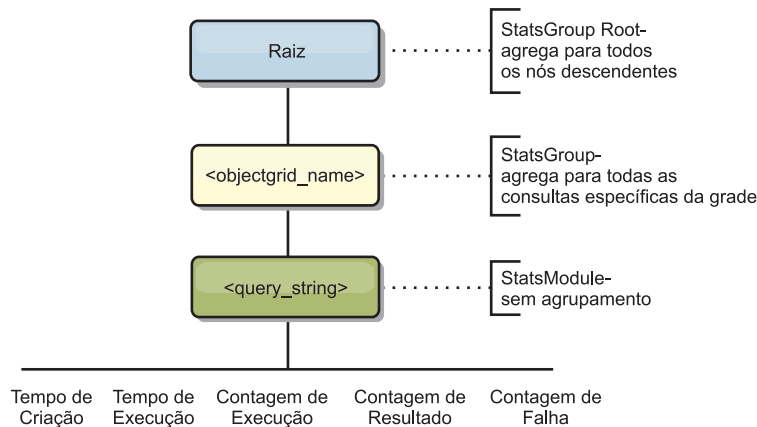 Raiz
StatsGroup Root-
agrega para todos
os nós descendentes
<objectgrid_name>
StatsGroup-
agrega para todas as
consultas específicas da grade
<query_string>
StatsModule-
sem agrupamento
Tempo de
Criação
Tempo de
Execução
Contagem de
Execução
Contagem de
Resultado
Contagem de
Falha